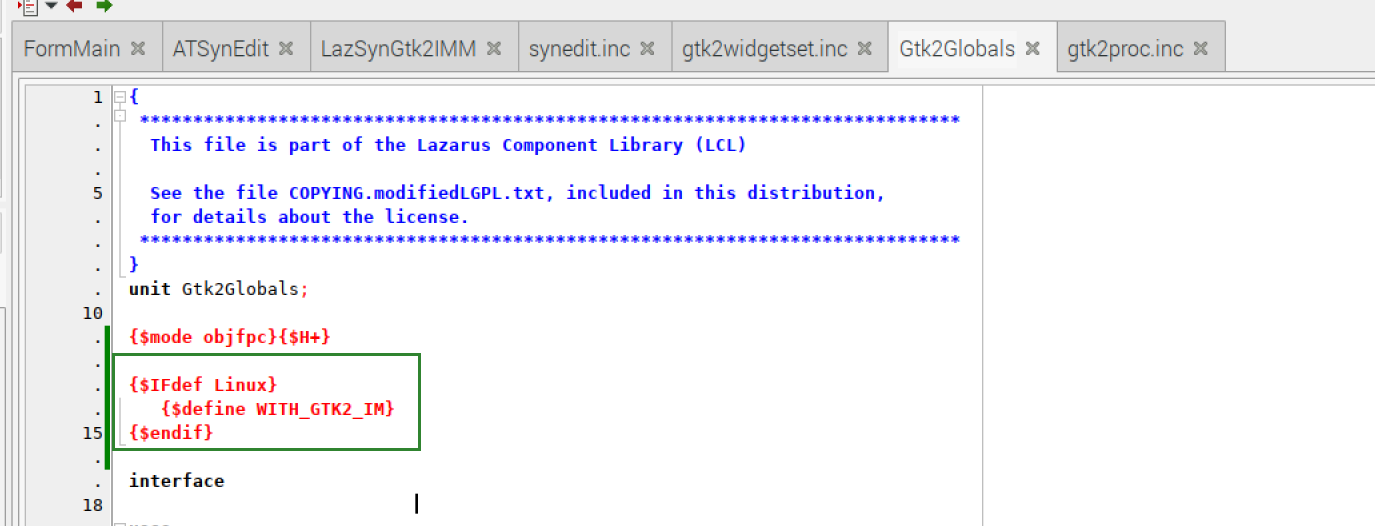 FormMain ATSynEdit LazSynGtk2IMM synedit.inc gtk2widgetset.inc Gtk2Globals gtk2proc.inc
1 {
. ******************************************************************************
. This file is part of the Lazarus Component Library (LCL)
.
5 See the file COPYING.modifiedLGPL.txt, included in this distribution,
. for details about the license.
. ******************************************************************************
. }
. unit Gtk2Globals;
10
. {$mode objfpc}{$H+}
.
. {$IFdef Linux}
. {$define WITH_GTK2_IM}
15 {$endif}
.
. interface
18